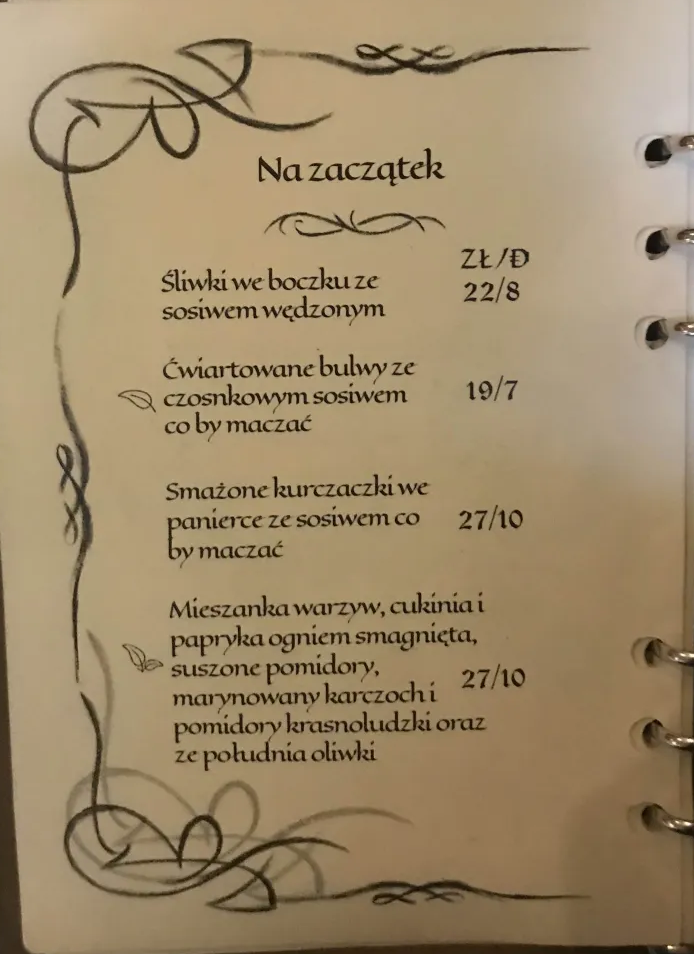 Na zaczątek
ZŁ/Đ
Śliwki we boczku ze
sosiwem wędzonym
22/8
Ćwiartowane bulwy ze
czosnkowym sosiwem
co by maczać
19/7
Smażone kurczaczki we
panierce ze sosiwem co
by maczać
27/10
Mieszanka warzyw, cukinia i
papryka ogniem smagnięta,
suszone pomidory,
marynowany karczoch i
pomidory krasnoludzki oraz
ze południa oliwki
27/10